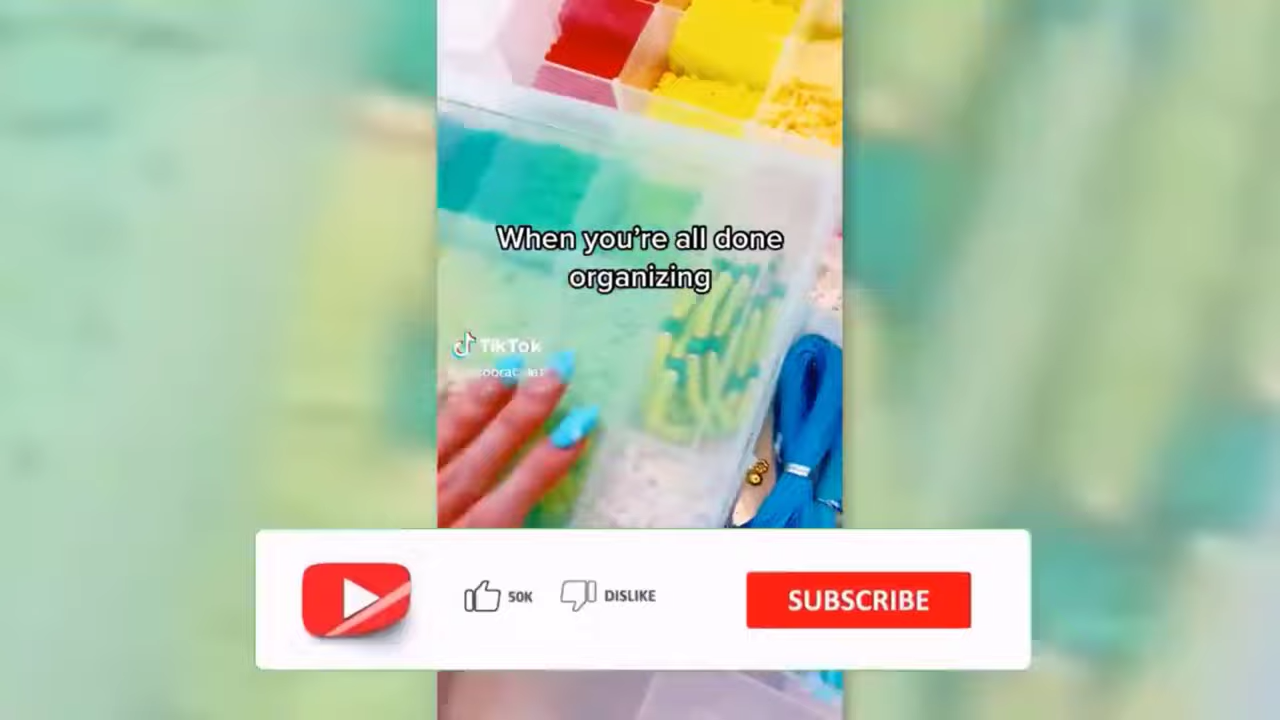 When you're all done
organizing
TikTok
50K
DISLIKE
SUBSCRIBE